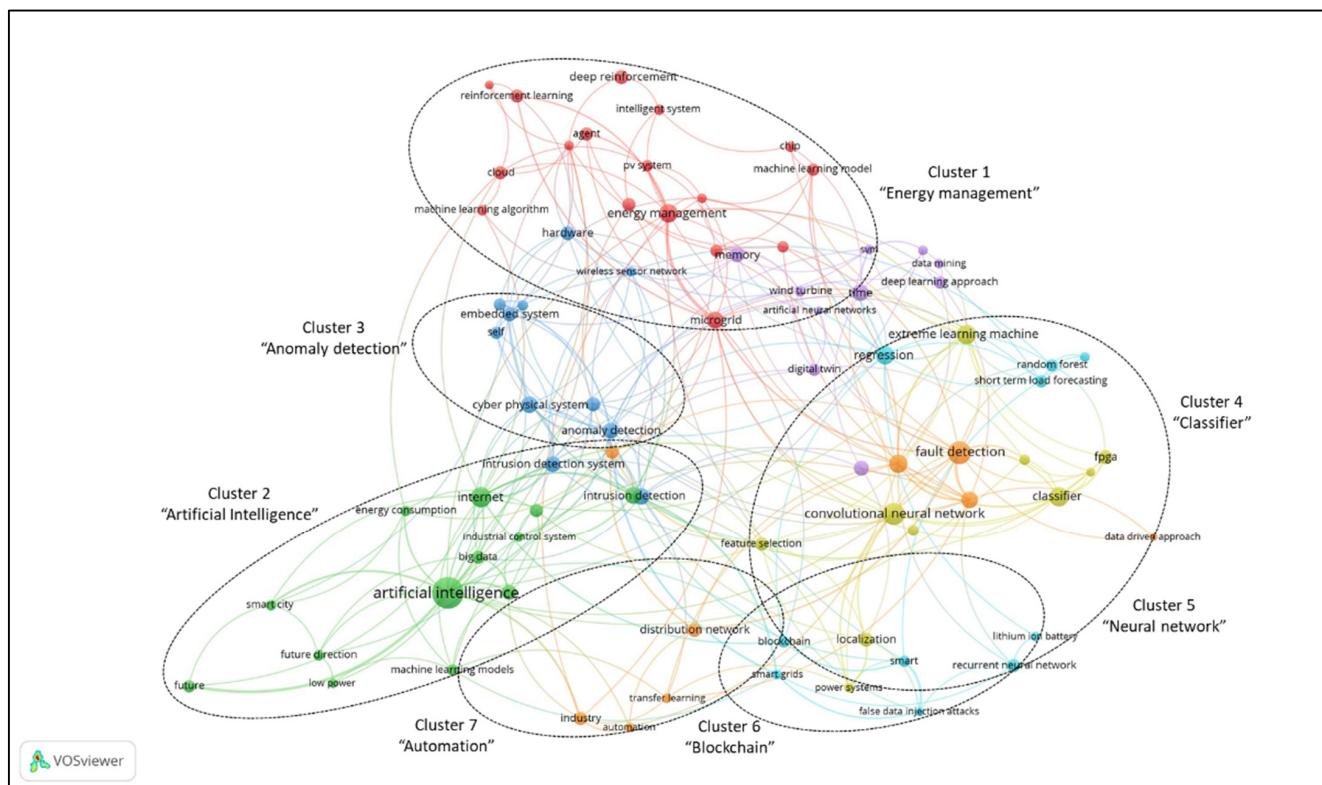 deep reinforcement
reinforcement learning
intelligent system
agent
chip
pv system
machine learning model
cloud
Cluster 1
“Energy management”
machine learning algorithm
energy management
hardware
svm
memory
data mining
wireless sensor network
deep learning approach
wind turbine
time
artificial neural networks
embedded system
microgrid
Cluster 3
“Anomaly detection”
self
extreme learning machine
regression
random forest
digital twin
short term load forecasting
cyber physical system
Cluster 4
“Classifier”
anomaly detection
fault detection
fpga
intrusion detection system
Cluster 2
“Artificial Intelligence”
internet
intrusion detection
classifier
energy consumption
convolutional neural network
industrial control system
data driven approach
feature selection
big data
artificial intelligence
smart city
Cluster 5
“Neural network”
distribution network
lithium ion battery
blockchain
localization
future direction
smart
recurrent neural network
machine learning models
smart grids
future
low power
power systems
transfer learning
false data injection attacks
industry
automation
Cluster 7
“Automation”
Cluster 6
“Blockchain”
VOSviewer